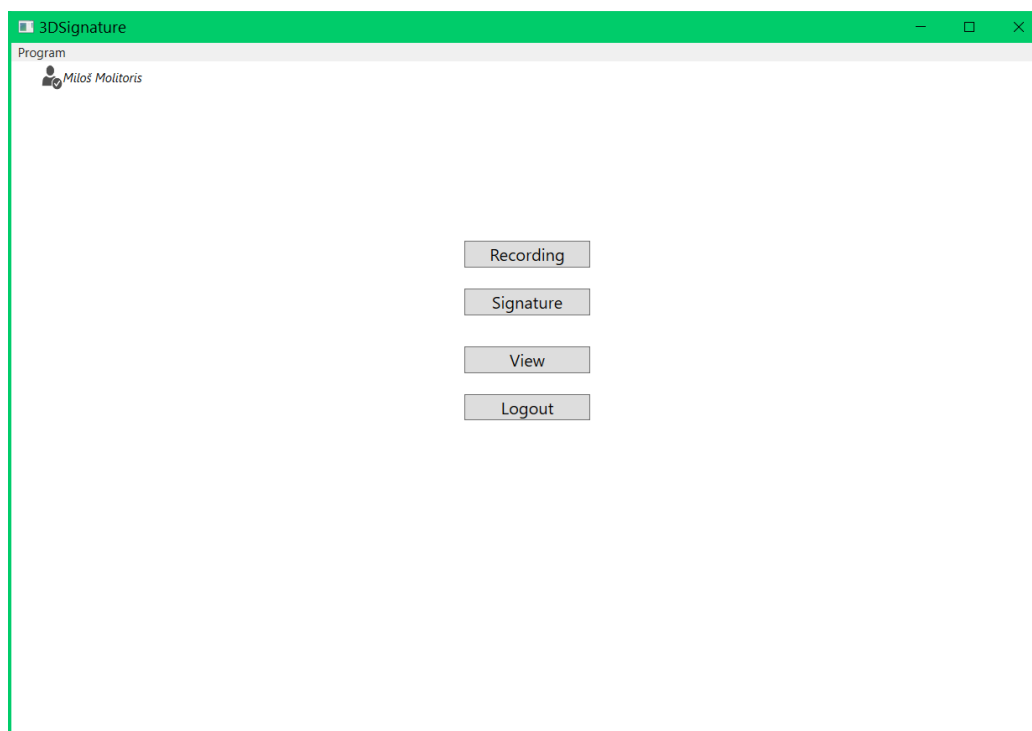 3DSignature
Program
Miloš Molitoris
Recording
Signature
View
Logout